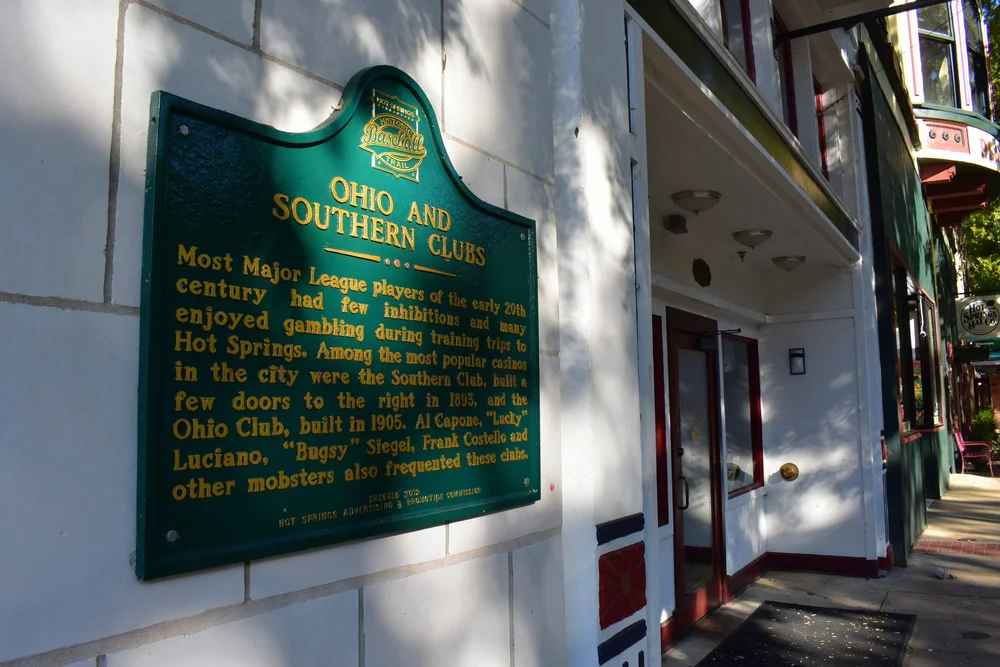 HOT SPRINGS
HISTORIC
Baseball
TRAIL
OHIO AND
SOUTHERN CLUBS
Most Major League players of the early 20th
century had few inhibitions and many
enjoyed gambling during training trips to
Hot Springs. Among the most popular casinos
in the city were the Southern Club, built a
few doors to the right in 1893, and the
Ohio Club, built in 1905. Al Capone, "Lucky"
Luciano, "Bugsy" Siegel, Frank Costello and
other mobsters also frequented these clubs.
ERECTED 2012
HOT SPRINGS ADVERTISING & PROMOTION COMMISSION